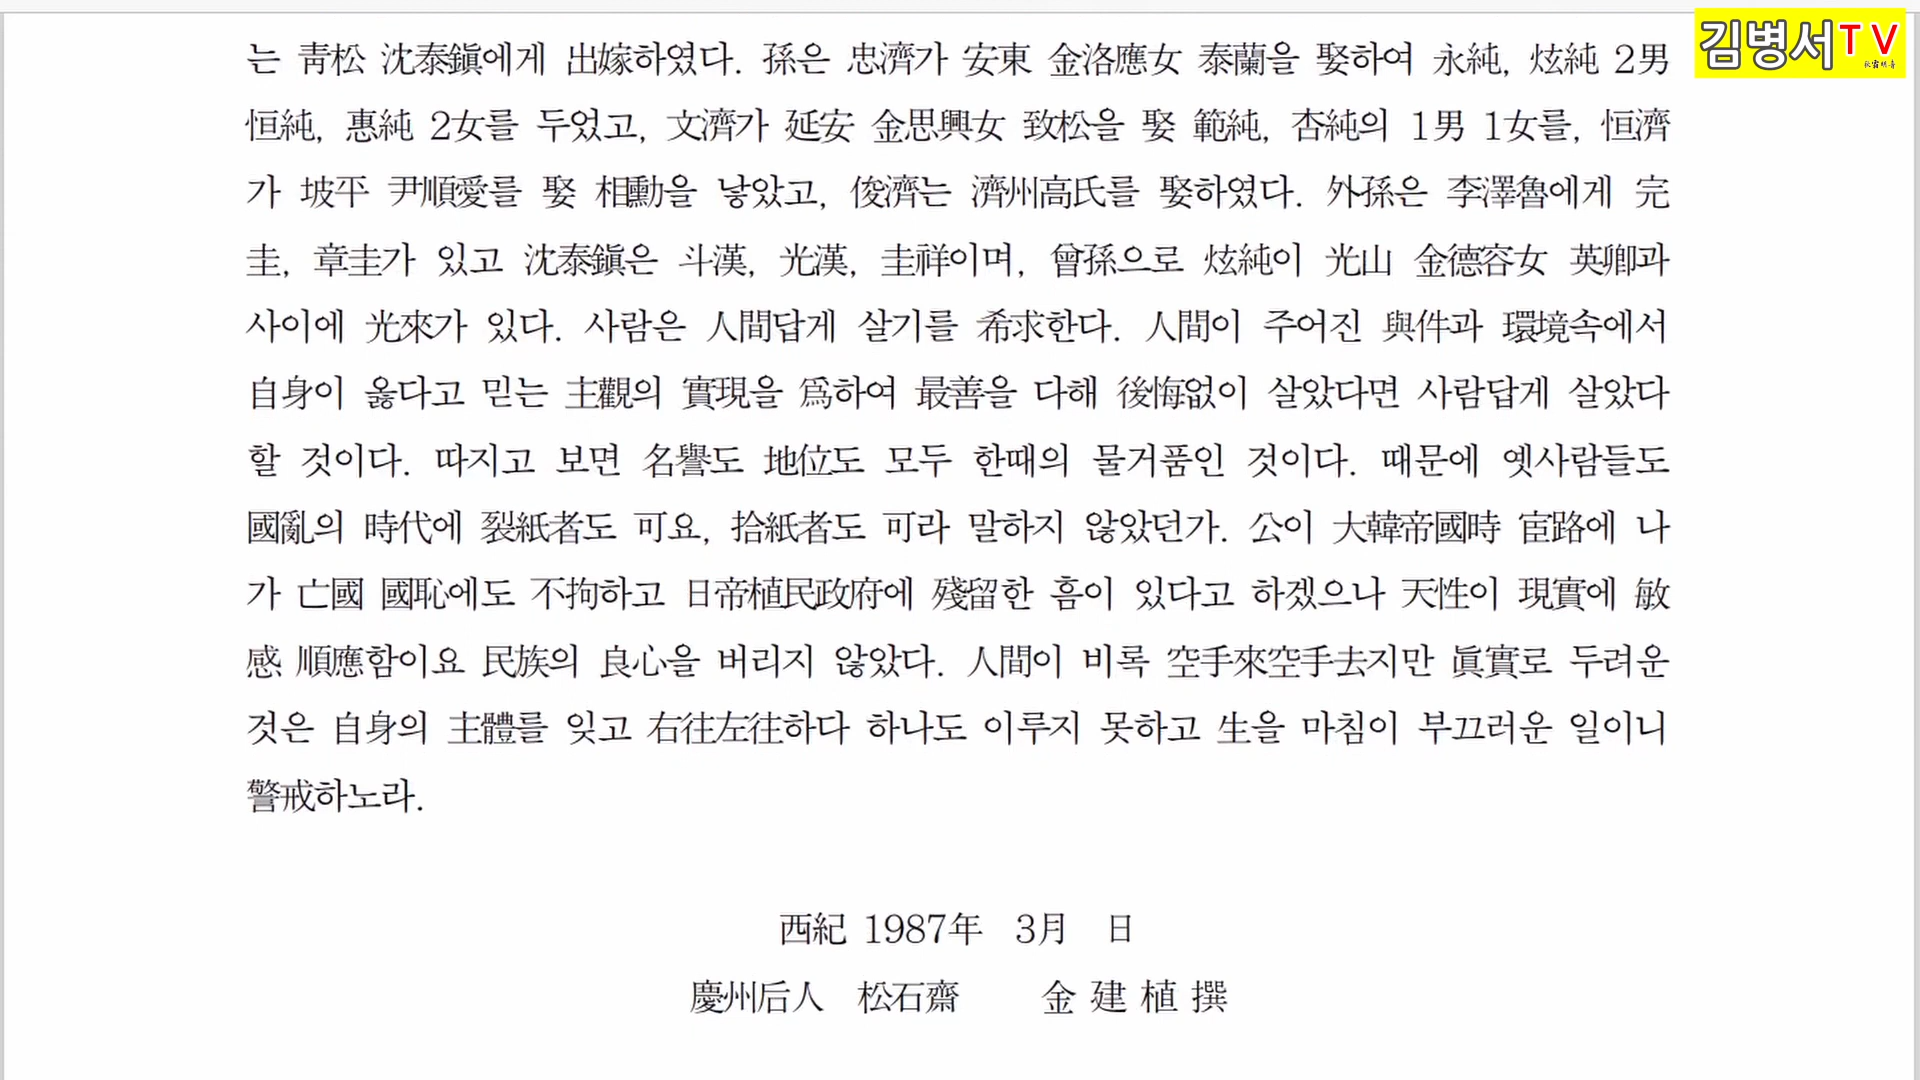 김병서TV
는 靑松 沈泰鎭에게 出嫁하였다. 孫은 忠濟가 安東 金洛應女 泰蘭을 娶하여 永純, 炫純 2男
恒純, 惠純 2女를 두었고, 文濟가 延安 金思興女 致松을 娶 範純, 杏純의 1男 1女를, 恒濟
가 坡平 尹順愛를 娶 相勳을 낳았고, 俊濟는 濟州高氏를 娶하였다. 外孫은 李澤魯에게 完
圭, 章圭가 있고 沈泰鎭은 斗漢, 光漢, 圭祥이며, 曾孫으로 炫純이 光山 金德容女 英卿과
사이에 光來가 있다. 사람은 人間답게 살기를 希求한다. 人間이 주어진 與件과 環境속에서
自身이 옳다고 믿는 主觀의 實現을 爲하여 最善을 다해 後悔없이 살았다면 사람답게 살았다
할 것이다. 따지고 보면 名譽도 地位도 모두 한때의 물거품인 것이다. 때문에 옛사람들도
國亂의 時代에 裂紙者도 可요, 拾紙者도 可라 말하지 않았던가. 公이 大韓帝國時 宦路에 나
가 亡國 國恥에도 不拘하고 日帝植民政府에 殘留한 흠이 있다고 하겠으나 天性이 現實에 敏
感 順應함이요 民族의 良心을 버리지 않았다. 人間이 비록 空手來空手去지만 眞實로 두려운
것은 自身의 主體를 잊고 右往左往하다 하나도 이루지 못하고 生을 마침이 부끄러운 일이니
警戒하노라.
西紀 1987年 3月 日
慶州后人 松石齋 金建植撰